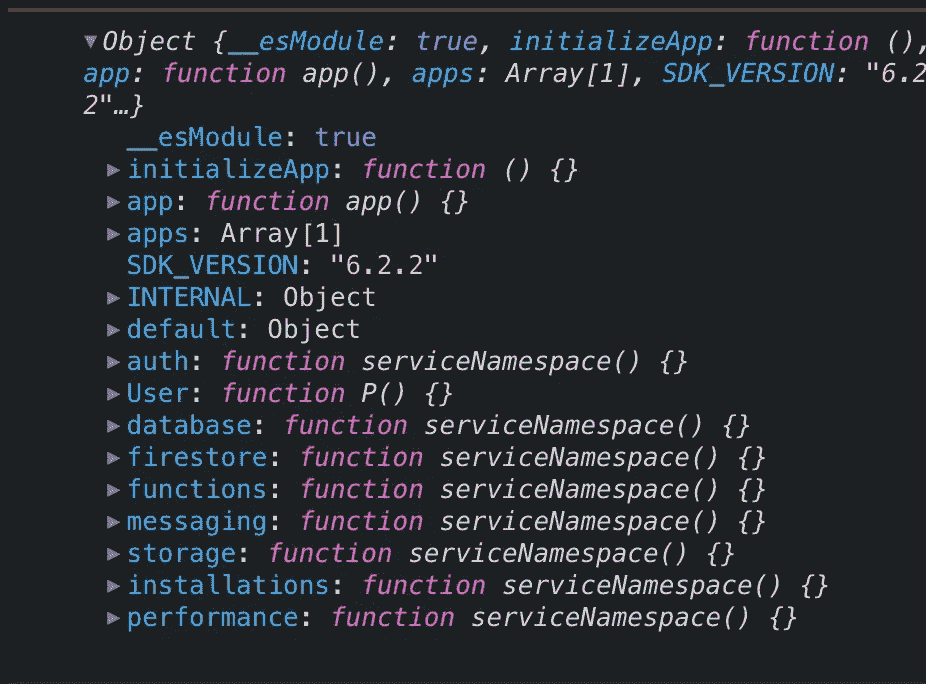 ▼Object {__esModule: true, initializeApp: function (),
app: function app(), apps: Array[1], SDK_VERSION: "6.2
2"…}
__esModule: true
▶initializeApp: function () {}
▶app: function app() {}
▶apps: Array[1]
SDK_VERSION: "6.2.2"
▶INTERNAL: Object
▶default: Object
▶auth: function serviceNamespace() {}
▶User: function P() {}
▶database: function serviceNamespace() {}
▶firestore: function serviceNamespace() {}
▶functions: function serviceNamespace() {}
▶messaging: function serviceNamespace() {}
▶storage: function serviceNamespace() {}
▶installations: function serviceNamespace() {}
▶performance: function serviceNamespace() {}